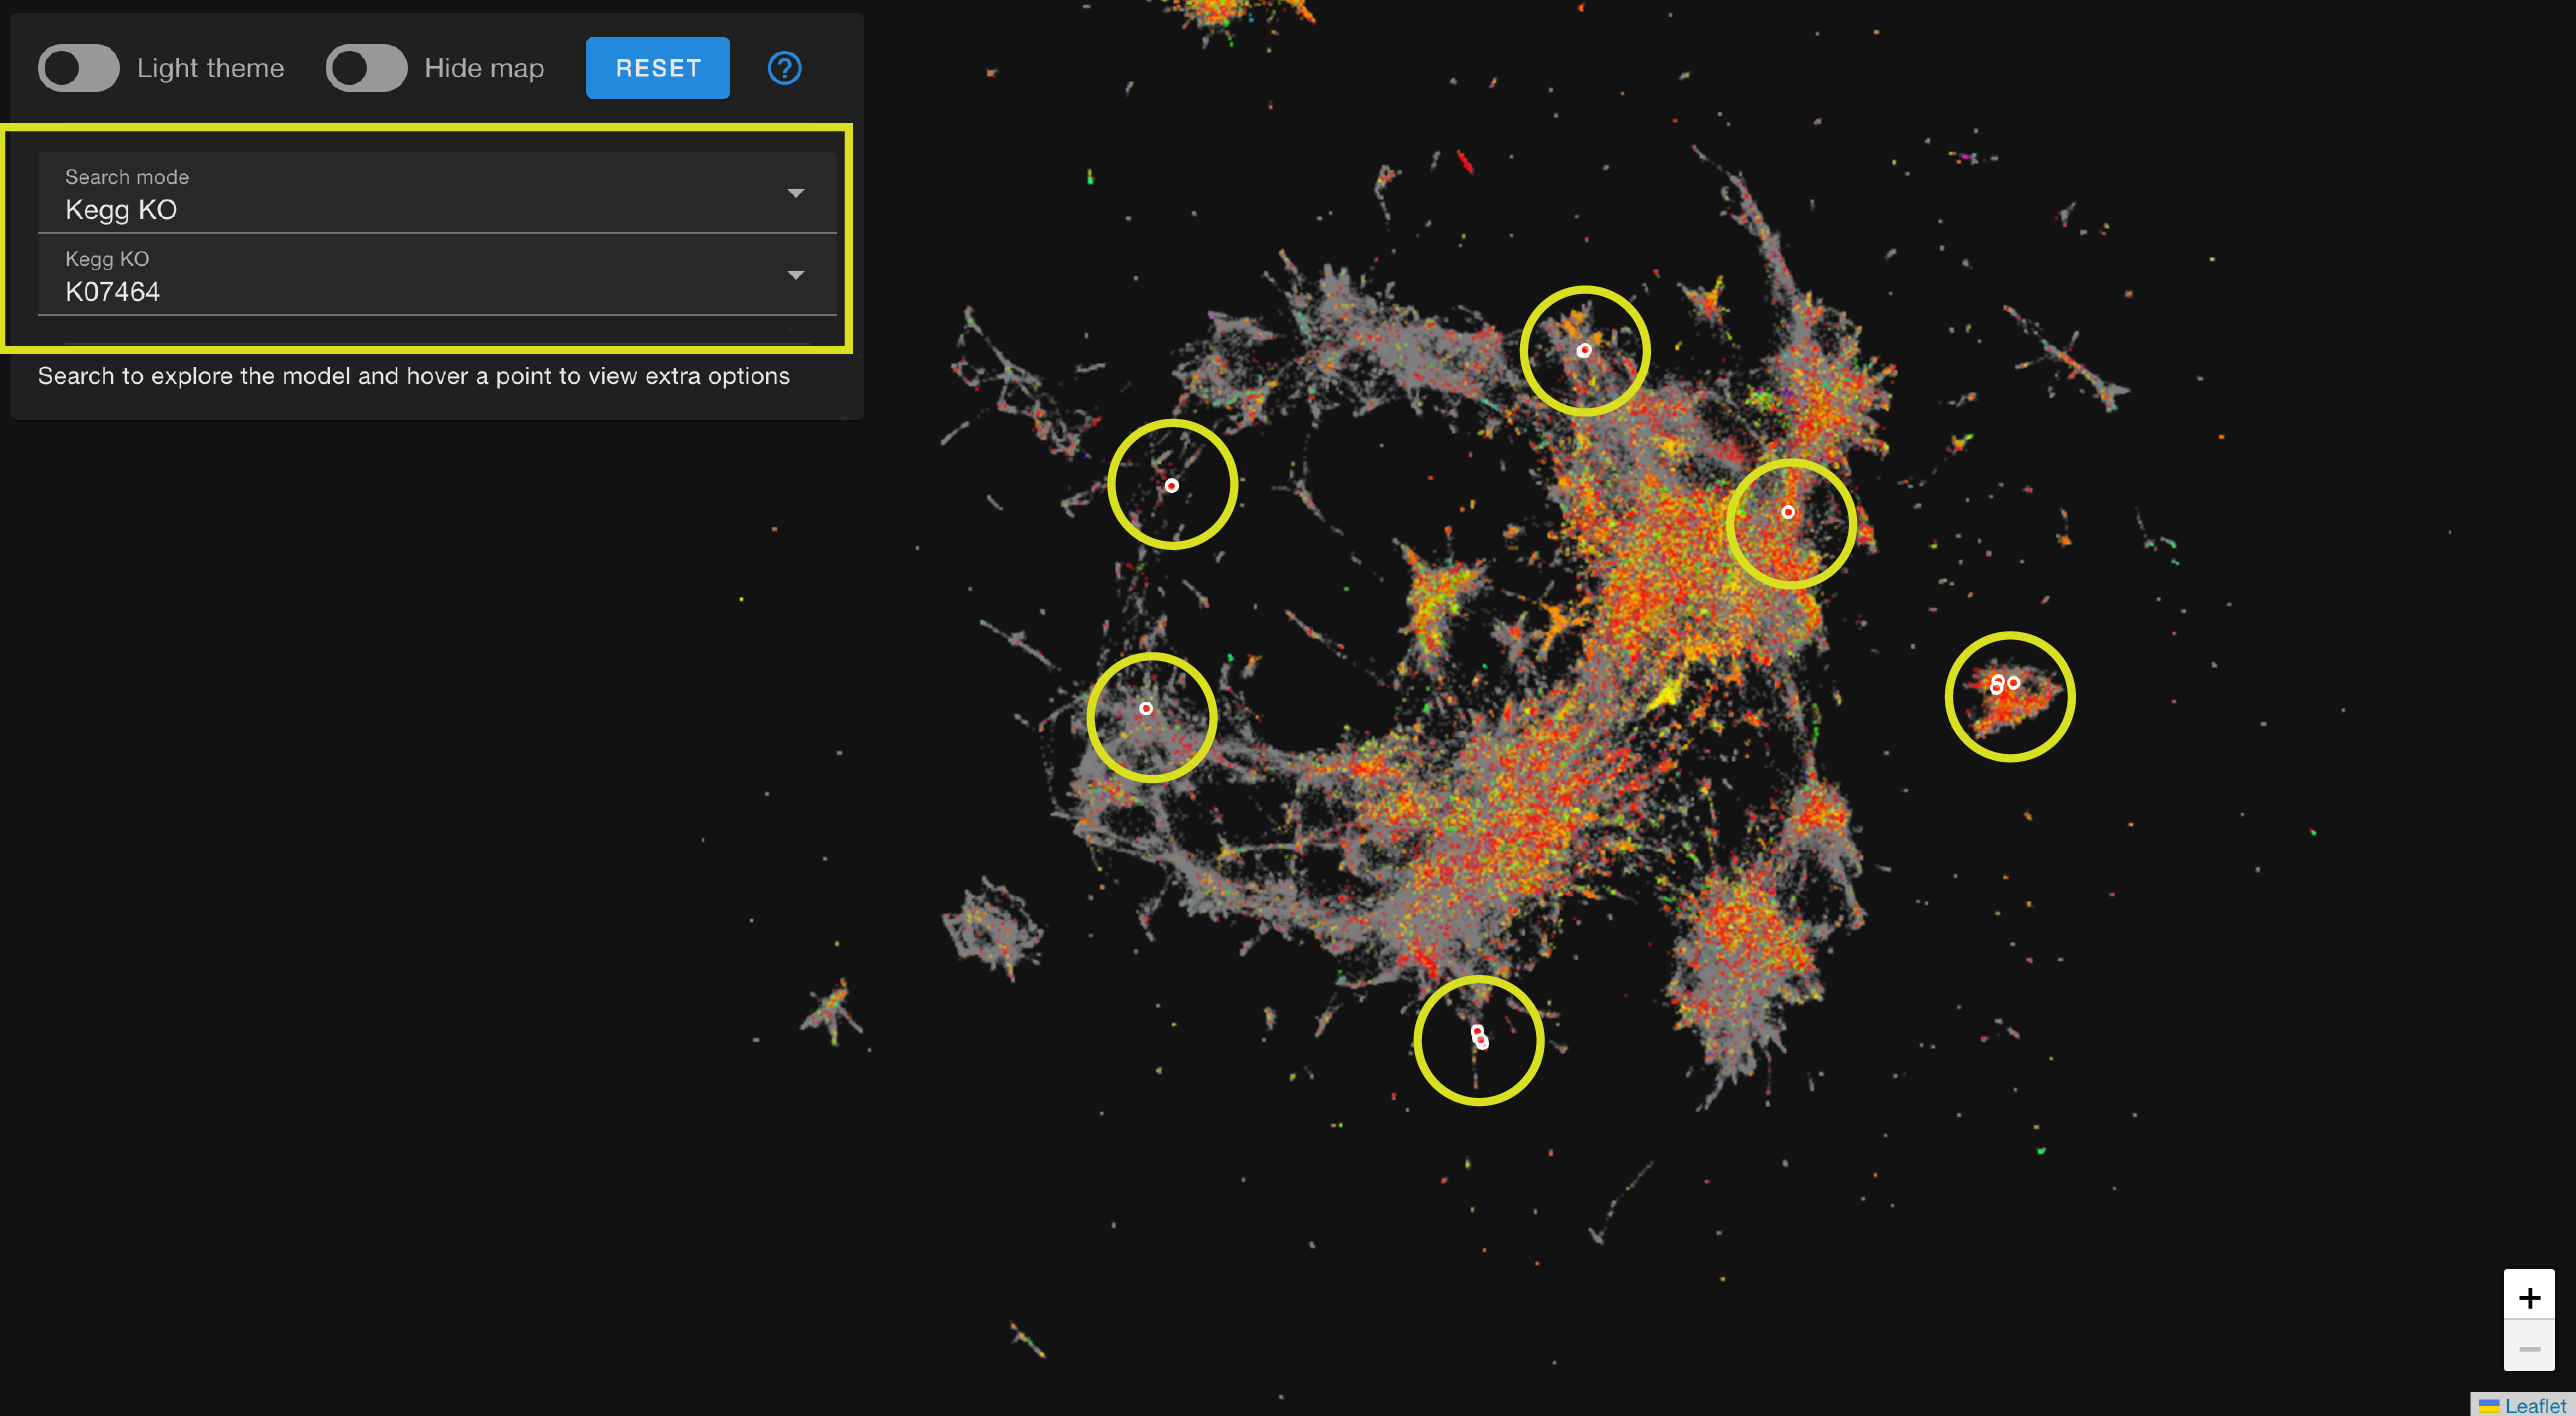 Light theme
Hide map
RESET
?
Search mode
Kegg KO
Kegg KO
K07464
Search to explore the model and hover a point to view extra options
+
−
Leaflet